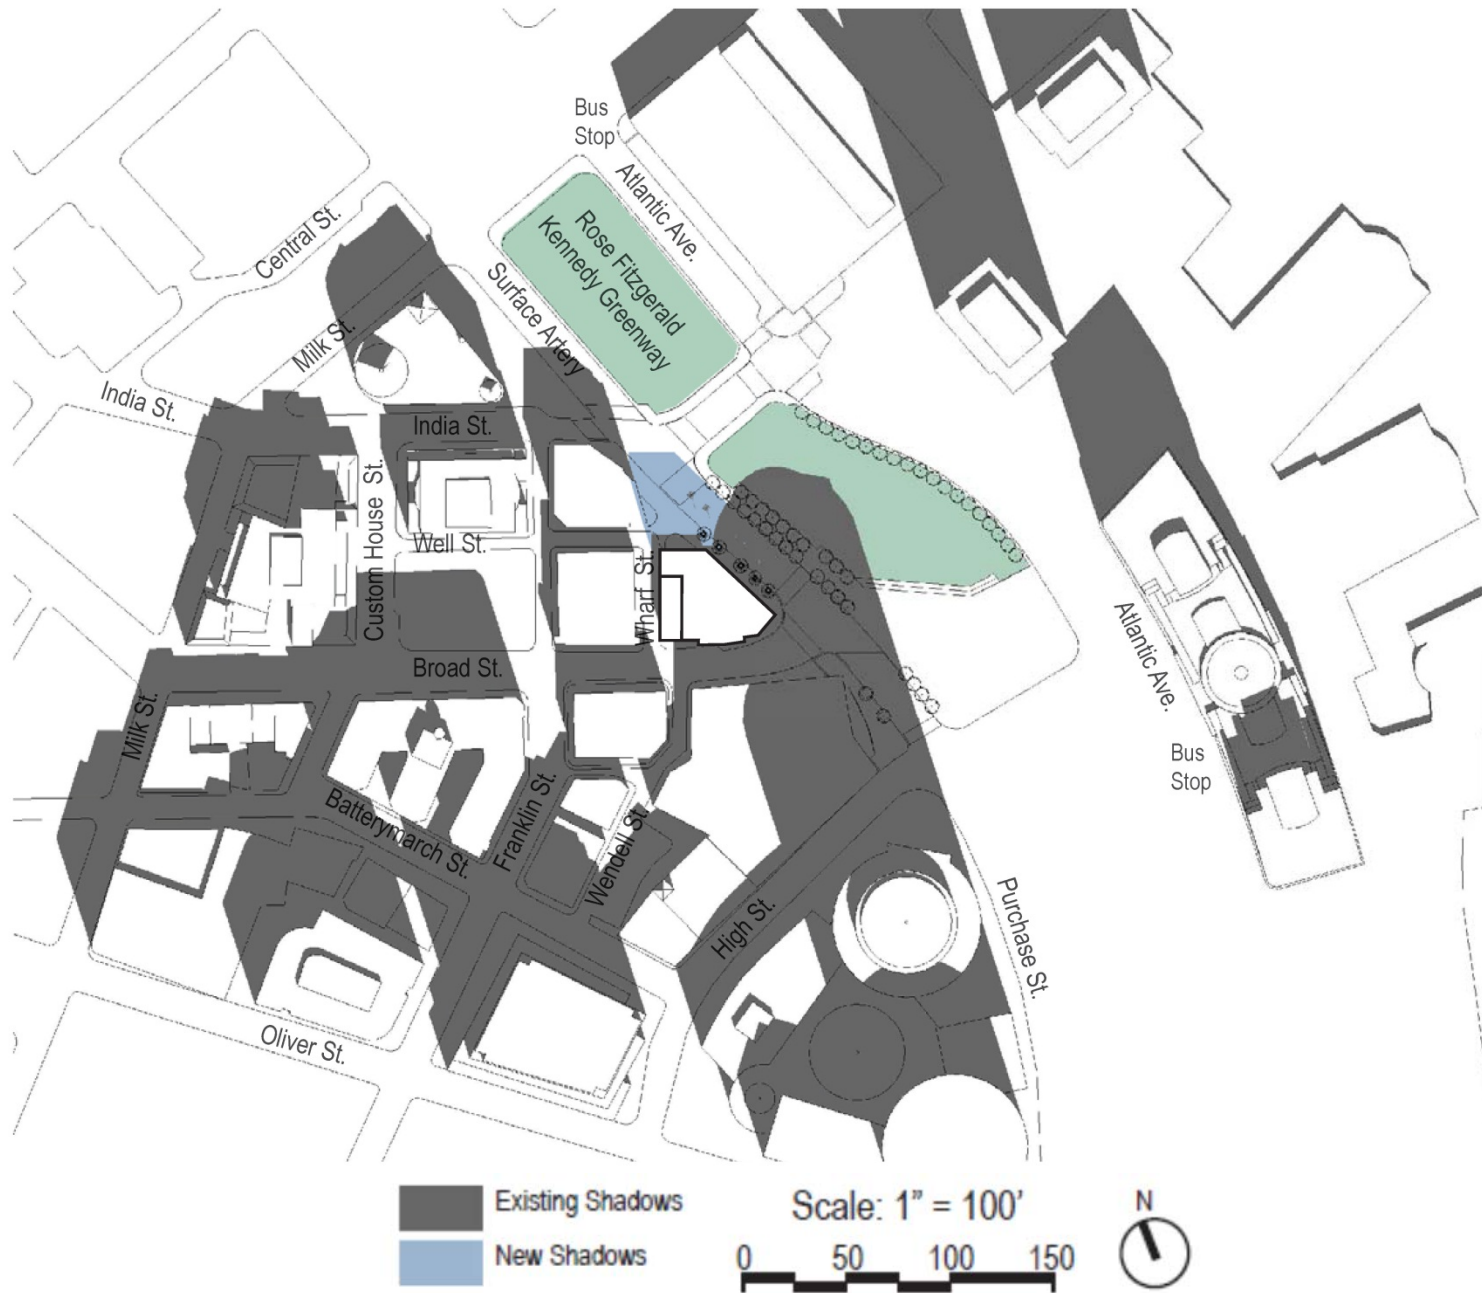 Bus
Stop
Atlantic Ave.
Central St.
Rose Fitzgerald
Kennedy Greenway
Surface Artery
Milk St.
India St.
India St.
Custom House St.
Well St.
Wharf St.
Broad St.
Atlantic Ave.
Milk St.
Bus
Stop
Batterymarch St.
Franklin St.
Wendell St.
High St.
Purchase St.
Oliver St.
Existing Shadows
New Shadows
Scale: 1” = 100’
0 50 100 150
N